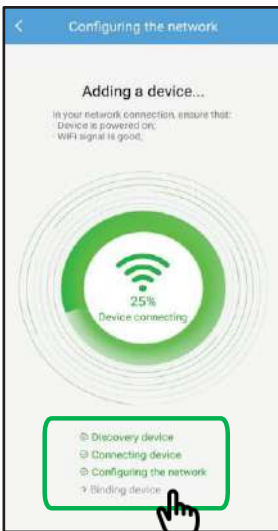 Configuring the network
Adding a device...
In your network connection, ensure that:
· Device is powered on;
· WiFi signal is good;
25%
Device connecting
Discovery device
Connecting device
Configuring the network
Binding device